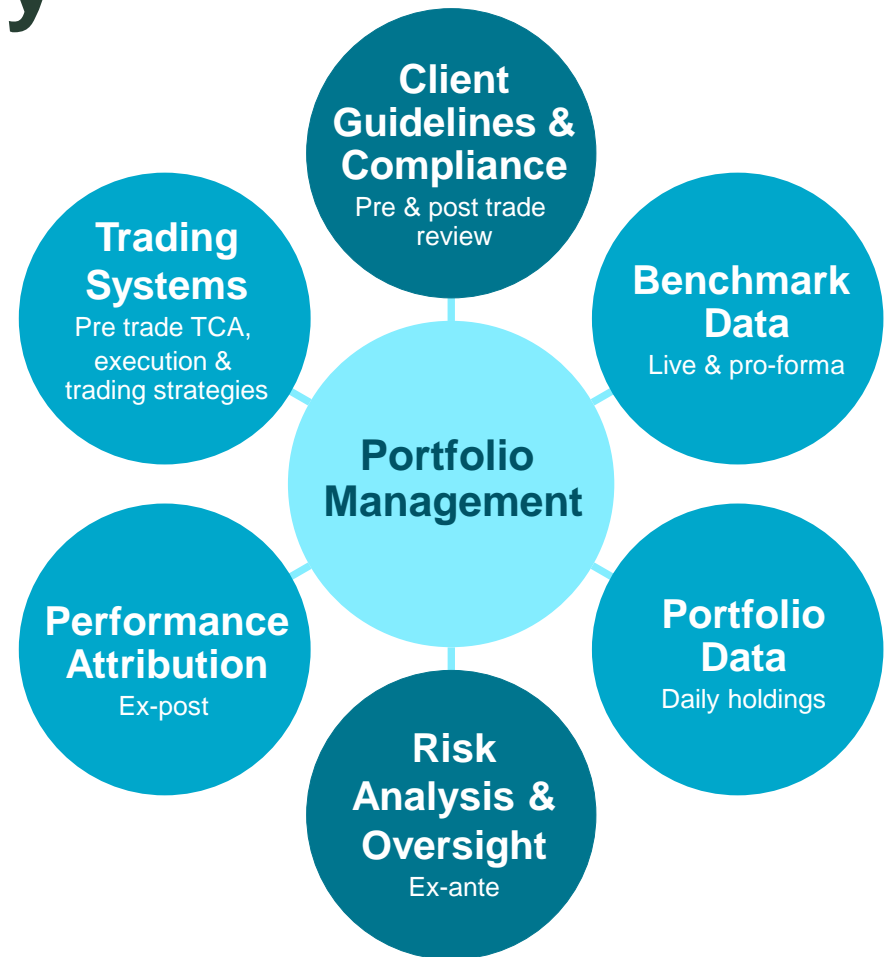 y
Client
Guidelines &
Compliance
Pre & post trade
review
Trading
Systems
Pre trade TCA,
execution &
trading strategies
Benchmark
Data
Live & pro-forma
Portfolio
Management
Performance
Attribution
Ex-post
Portfolio
Data
Daily holdings
Risk
Analysis &
Oversight
Ex-ante